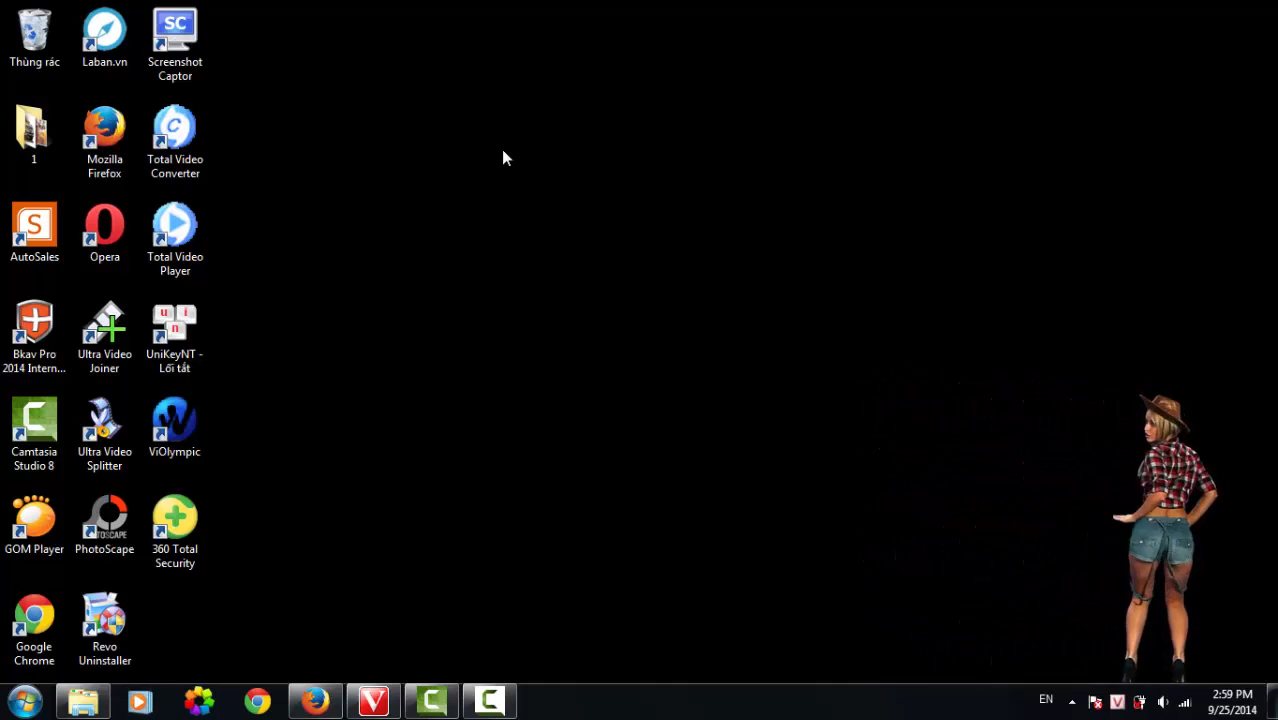 Thùng rác
Laban.vn
SC
Screenshot
Captor
1
Mozilla
Firefox
C
Total Video
Converter
S
AutoSales
Opera
Total Video
Player
Bkav Pro
2014 Intern...
Ultra Video
Joiner
u i
n
UniKeyNT -
Lối tắt
Camtasia
Studio 8
Ultra Video
Splitter
W
ViOlympic
GOM Player
PhotoScape
360 Total
Security
Google
Chrome
Revo
Uninstaller
V
C
C
EN
V
2:59 PM
9/25/2014